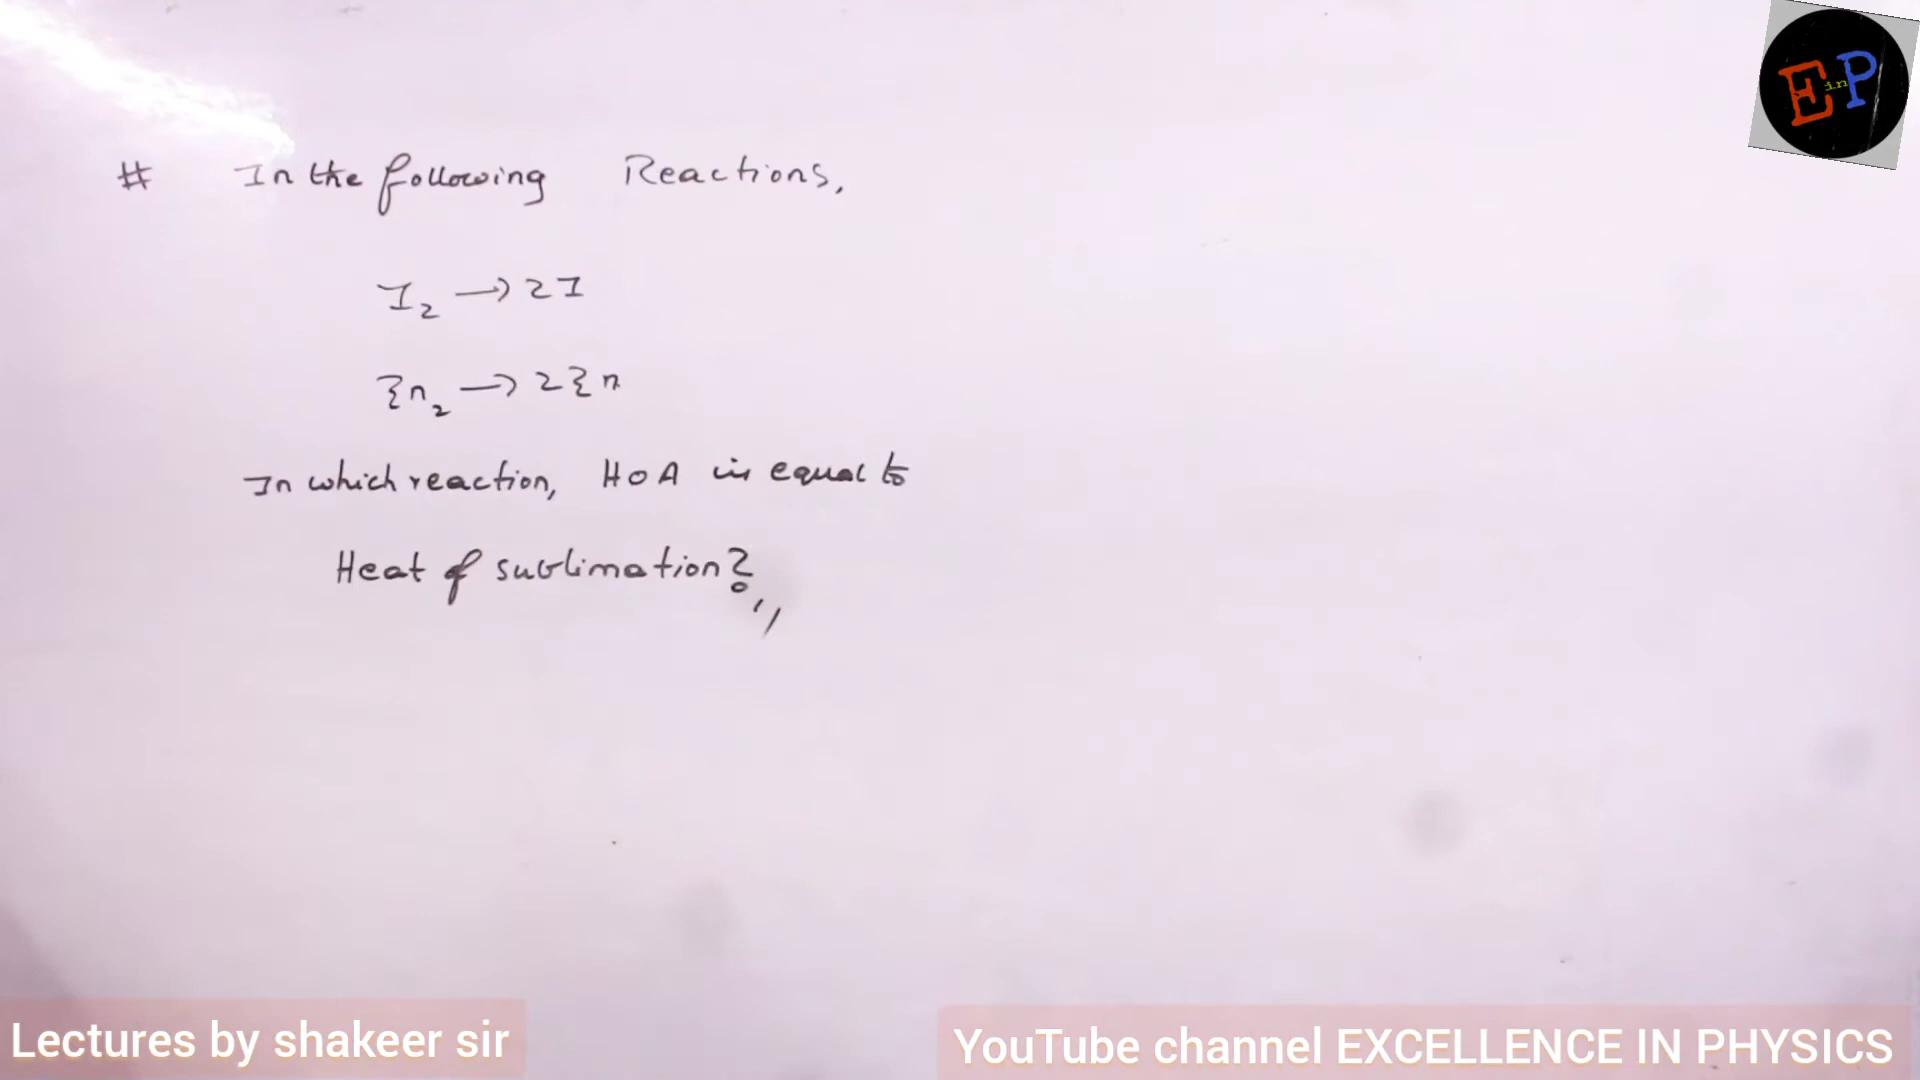 E in P
# In the following Reactions,
I₂ → 2I
Zn₂ → 2Zn
In which reaction, HOA is equal to
Heat of sublimation?,,
Lectures by shakeer sir
YouTube channel EXCELLENCE IN PHYSICS